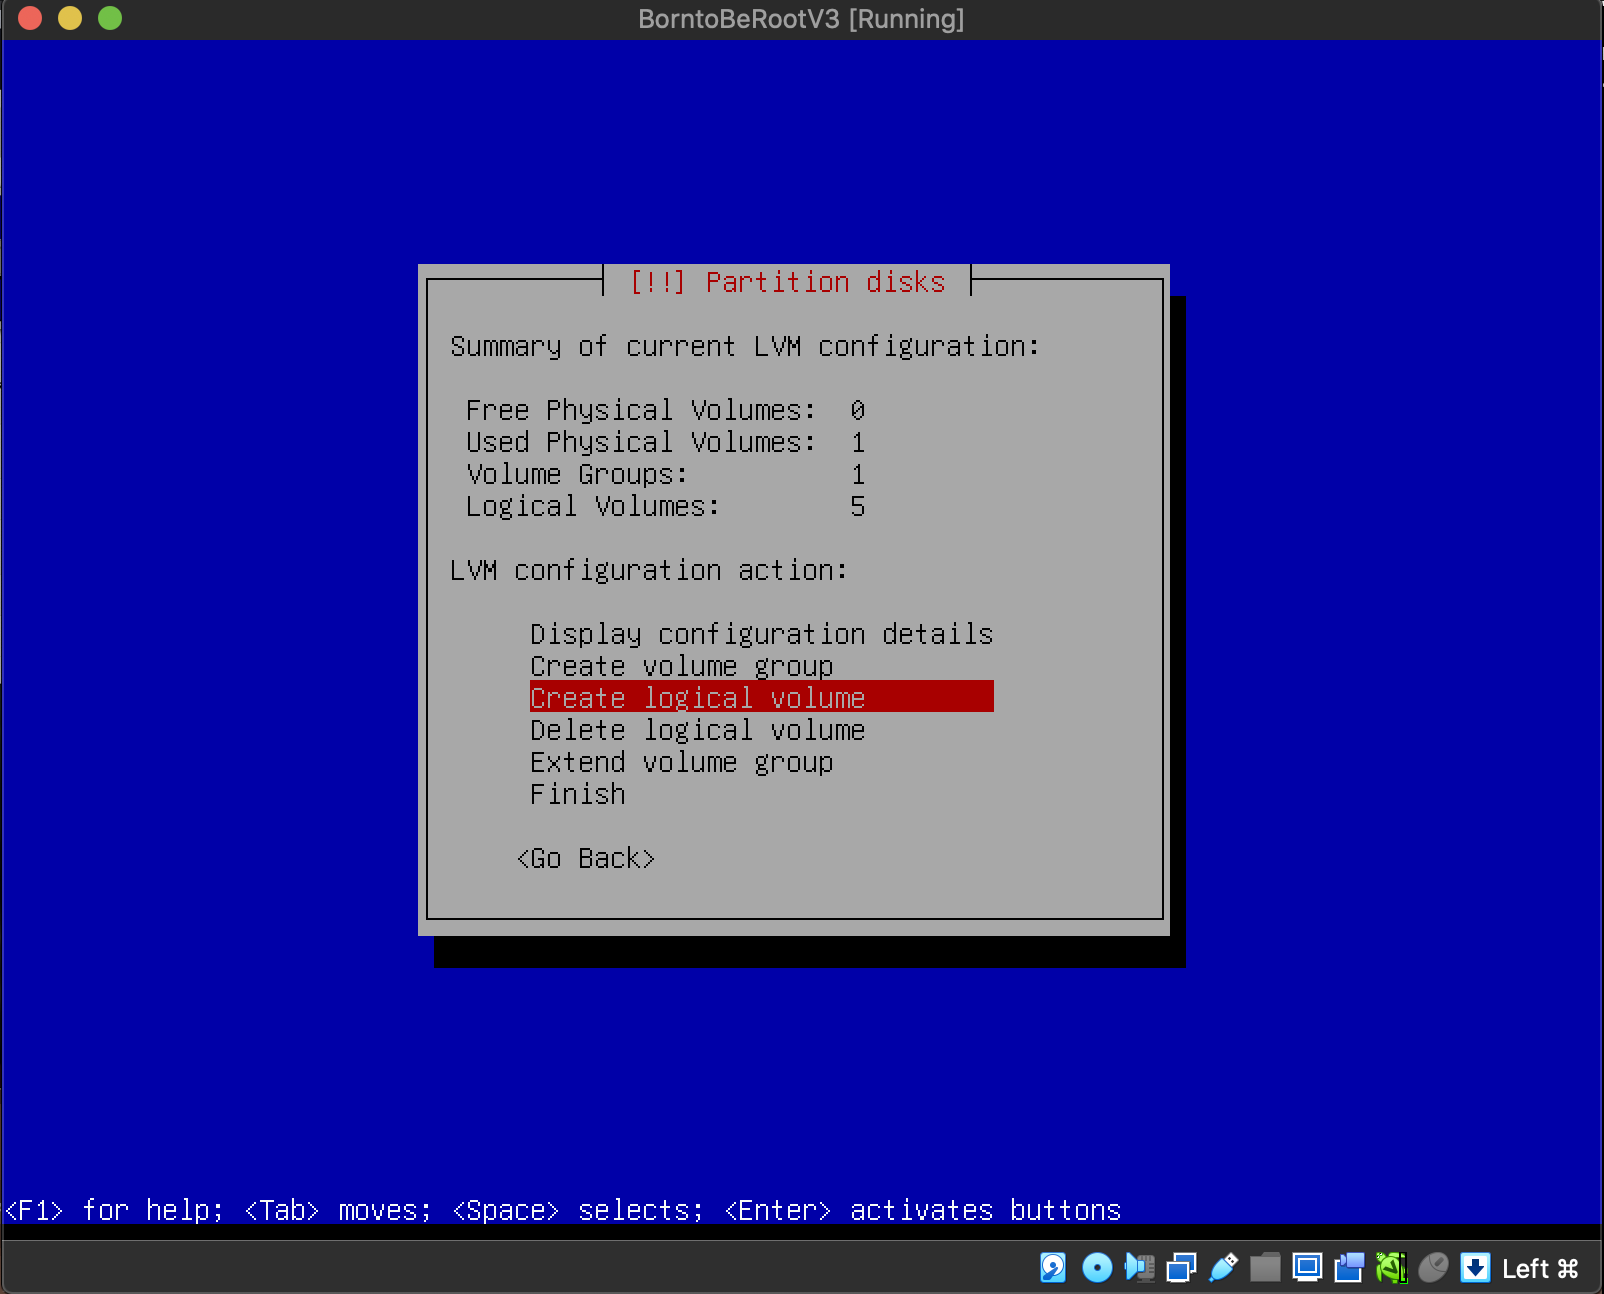 BorntoBeRootV3 [Running]
[!!] Partition disks
Summary of current LVM configuration:
Free Physical Volumes: 0
Used Physical Volumes: 1
Volume Groups: 1
Logical Volumes: 5
LVM configuration action:
Display configuration details
Create volume group
Create logical volume
Delete logical volume
Extend volume group
Finish
<Go Back>
<F1> for help; <Tab> moves; <Space> selects; <Enter> activates buttons
Left ⌘